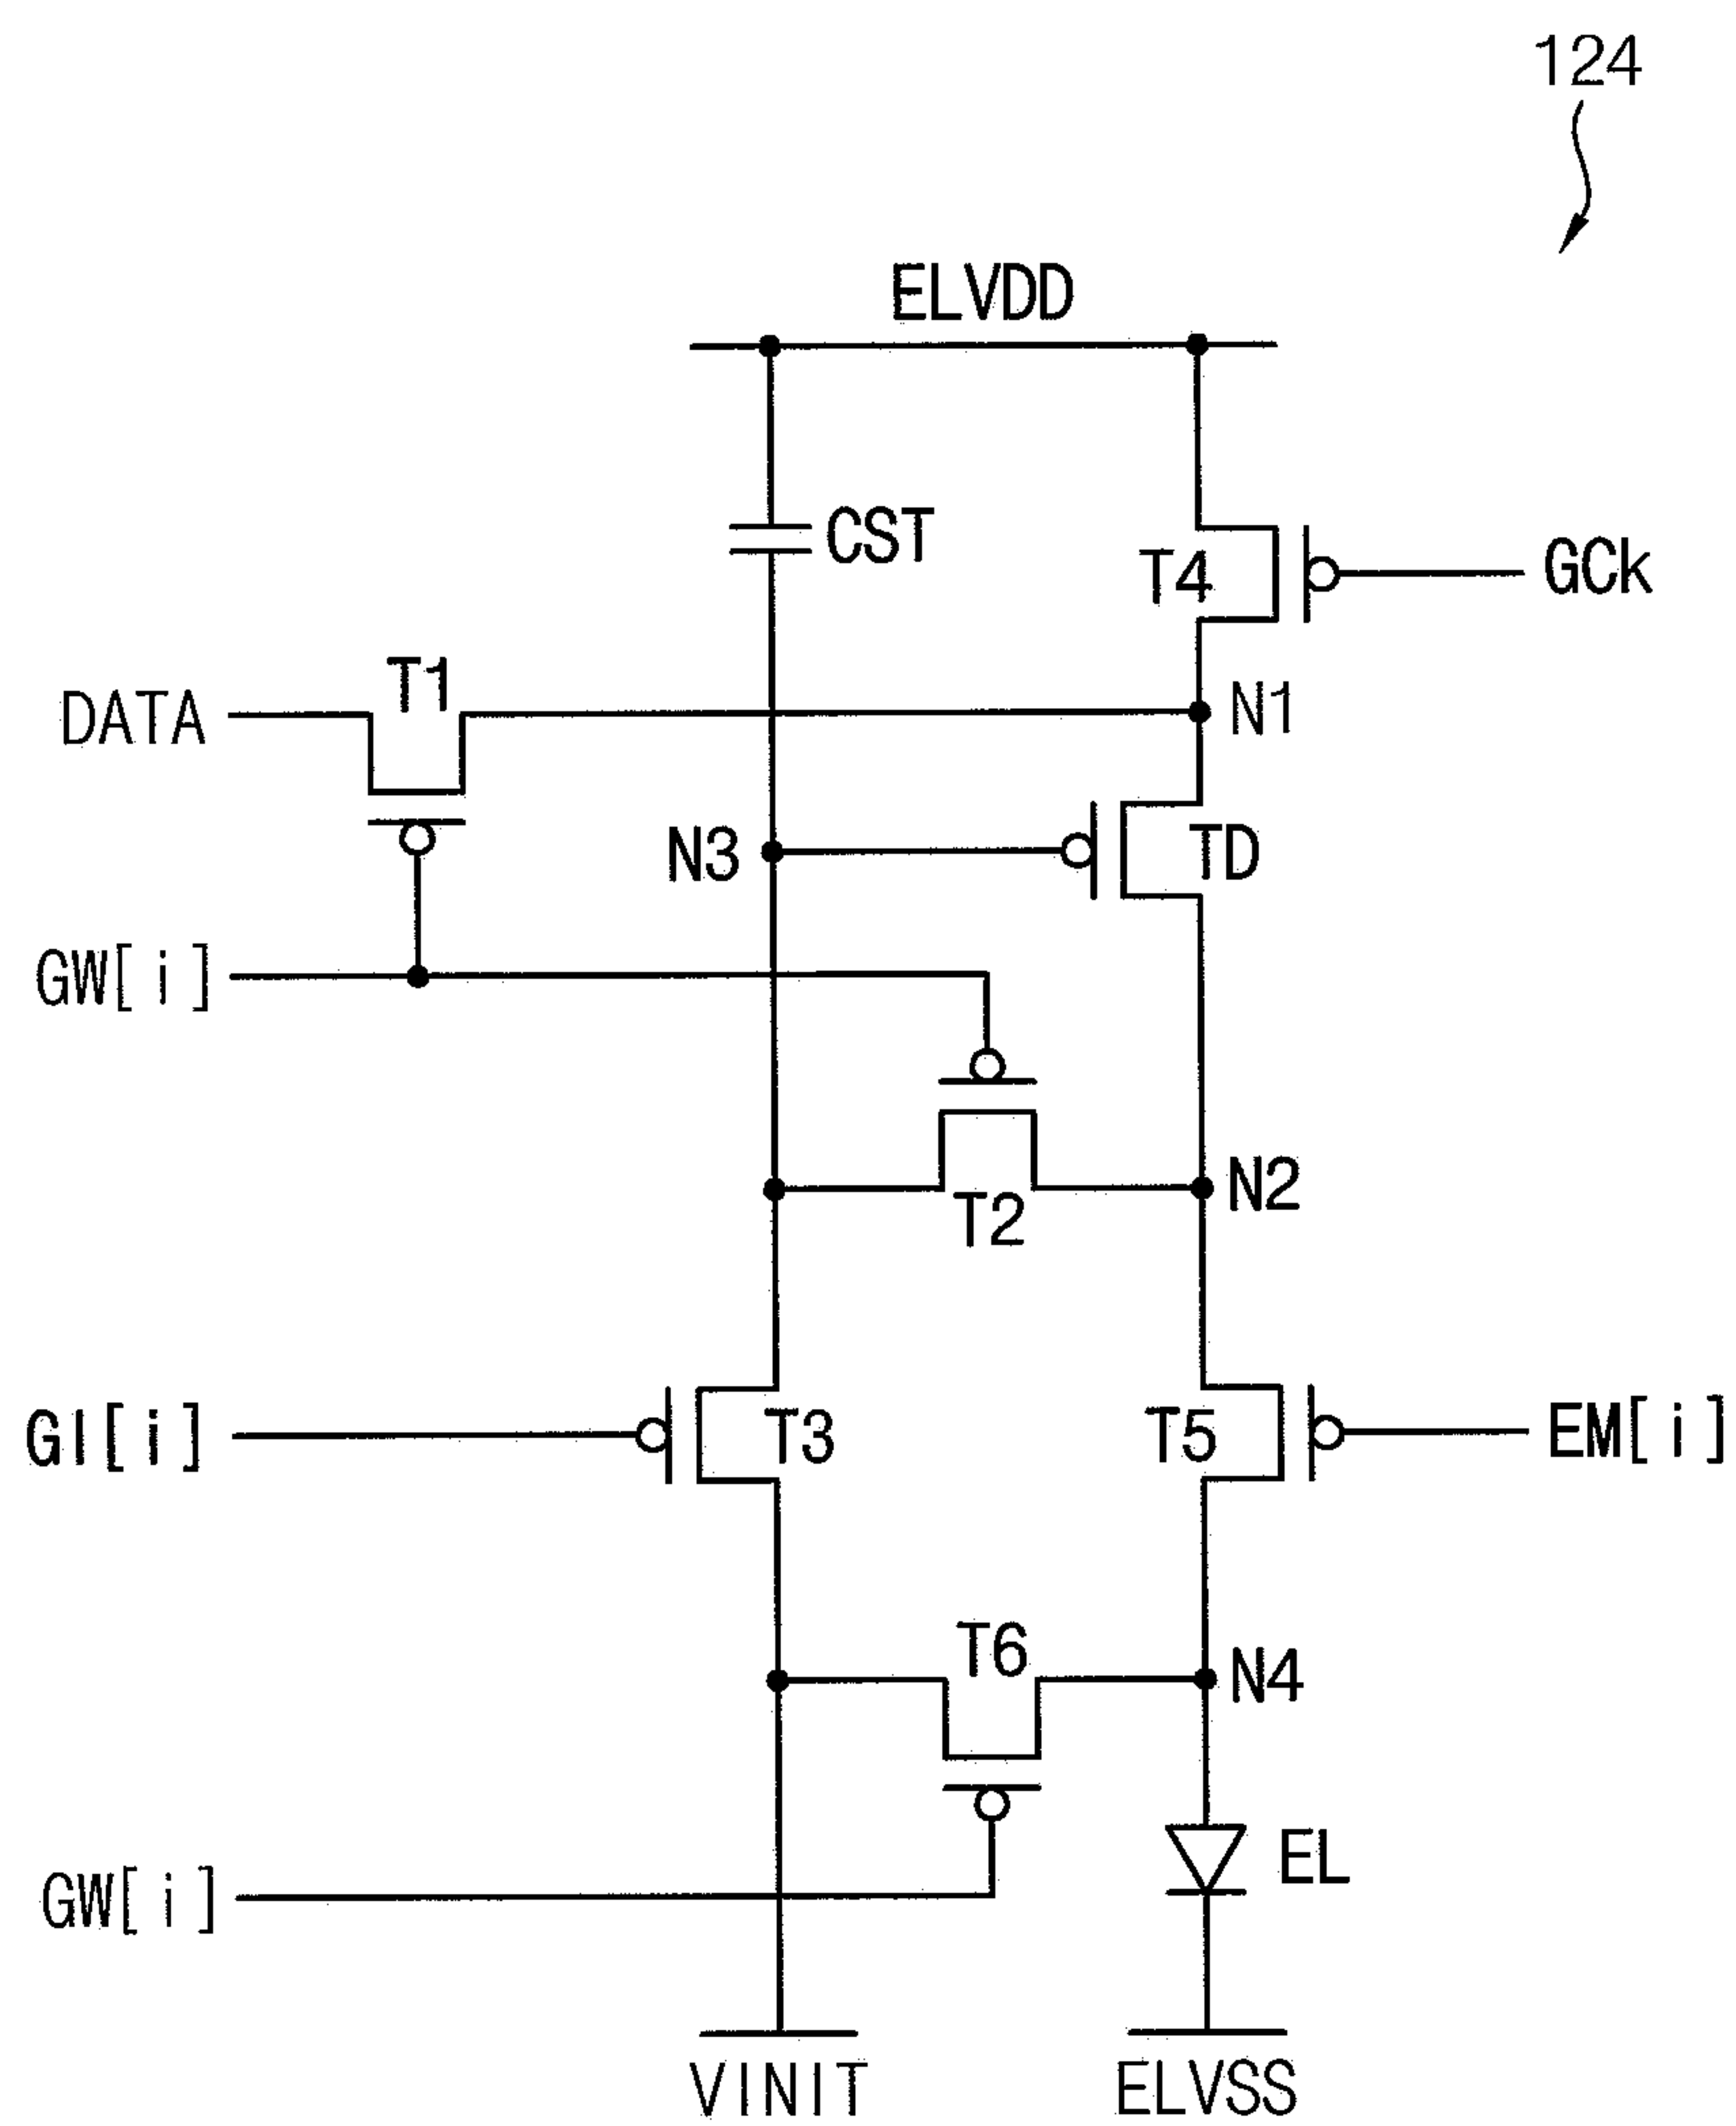 124
ELVDD
CST
T4
GCk
T1
DATA
N1
N3
TD
GW[i]
N2
T2
GI[i]
T3
T5
EM[i]
T6
N4
EL
GW[i]
VINIT
ELVSS